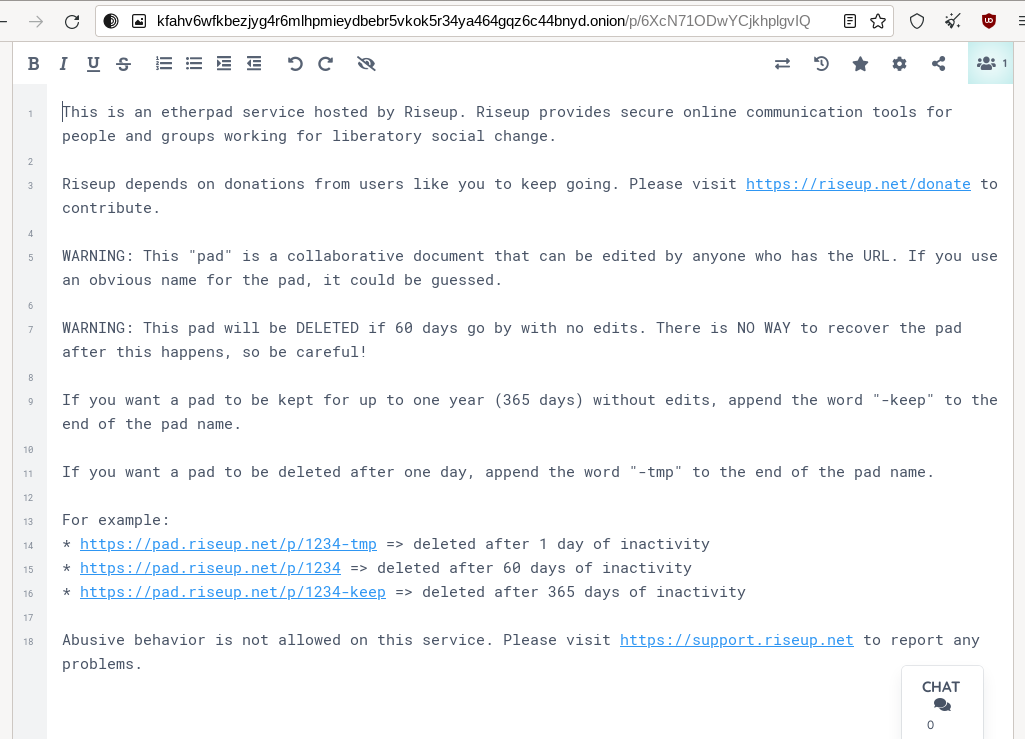 kfahv6wfkbezjyg4r6mlhpmieydbebr5vkok5r34ya464gqz6c44bnyd.onion/p/6XcN71ODwYCjkhplgvIQ
B I U S 1
1 This is an etherpad service hosted by Riseup. Riseup provides secure online communication tools for
people and groups working for liberatory social change.
2
3 Riseup depends on donations from users like you to keep going. Please visit https://riseup.net/donate to
contribute.
4
5 WARNING: This "pad" is a collaborative document that can be edited by anyone who has the URL. If you use
an obvious name for the pad, it could be guessed.
6
7 WARNING: This pad will be DELETED if 60 days go by with no edits. There is NO WAY to recover the pad
after this happens, so be careful!
8
9 If you want a pad to be kept for up to one year (365 days) without edits, append the word "-keep" to the
end of the pad name.
10
11 If you want a pad to be deleted after one day, append the word "-tmp" to the end of the pad name.
12
13 For example:
14 * https://pad.riseup.net/p/1234-tmp => deleted after 1 day of inactivity
15 * https://pad.riseup.net/p/1234 => deleted after 60 days of inactivity
16 * https://pad.riseup.net/p/1234-keep => deleted after 365 days of inactivity
17
18 Abusive behavior is not allowed on this service. Please visit https://support.riseup.net to report any
problems.
CHAT
0